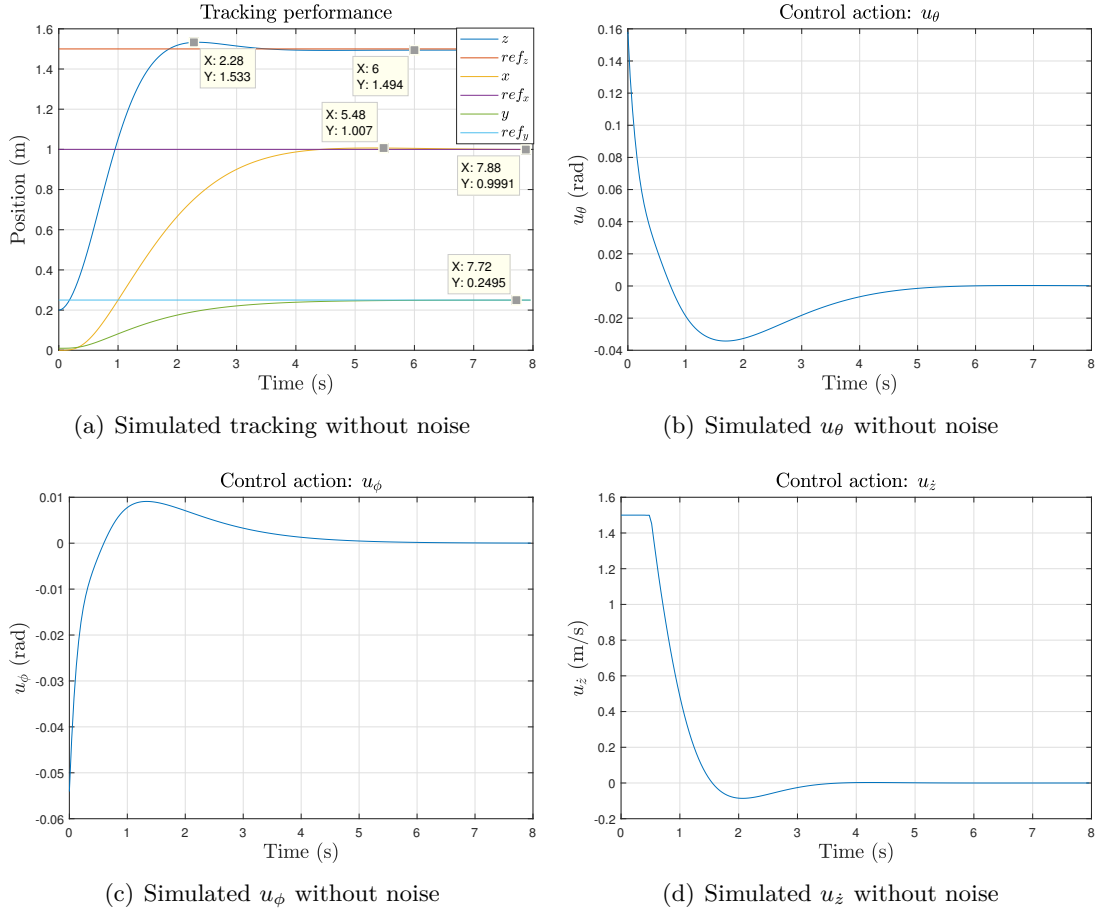 Tracking performance
1.6
1.4
1.2
1
0.8
0.6
0.4
0.2
0
Position (m)
0 1 2 3 4 5 6 7 8
Time (s)
X: 2.28
Y: 1.533
X: 6
Y: 1.494
X: 5.48
Y: 1.007
X: 7.88
Y: 0.9991
X: 7.72
Y: 0.2495
z
ref_z
x
ref_x
y
ref_y
(a) Simulated tracking without noise
Control action: u_θ
0.16
0.14
0.12
0.1
0.08
0.06
0.04
0.02
0
-0.02
-0.04
u_θ (rad)
0 1 2 3 4 5 6 7 8
Time (s)
(b) Simulated u_θ without noise
Control action: u_ϕ
0.01
0
-0.01
-0.02
-0.03
-0.04
-0.05
-0.06
u_ϕ (rad)
0 1 2 3 4 5 6 7 8
Time (s)
(c) Simulated u_ϕ without noise
Control action: u_ż
1.6
1.4
1.2
1
0.8
0.6
0.4
0.2
0
-0.2
u_ż (m/s)
0 1 2 3 4 5 6 7 8
Time (s)
(d) Simulated u_ż without noise